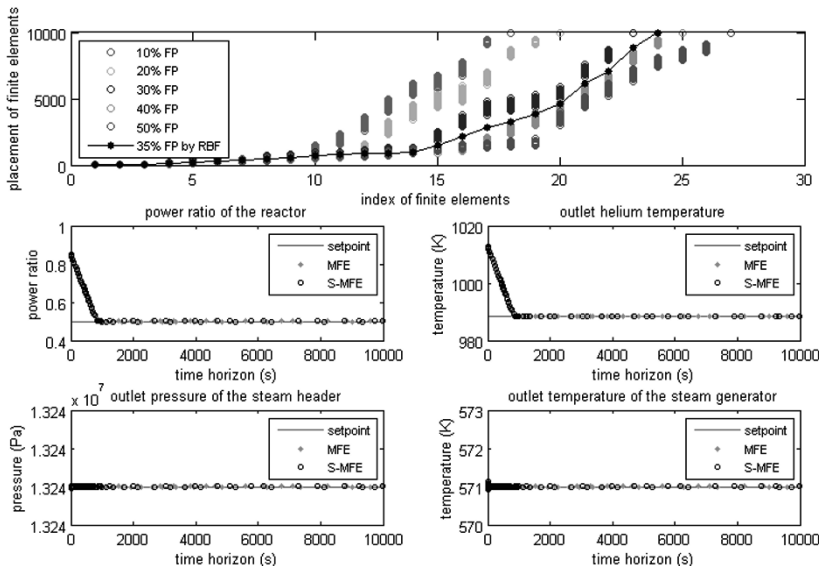 placement of finite elements
10000
5000
0
10% FP
20% FP
30% FP
40% FP
50% FP
35% FP by RBF
0 5 10 15 20 25 30
index of finite elements
power ratio of the reactor
power ratio
1
0.8
0.6
0.4
setpoint
MFE
S-MFE
0 2000 4000 6000 8000 10000
time horizon (s)
outlet helium temperature
temperature (K)
1020
1000
980
setpoint
MFE
S-MFE
0 2000 4000 6000 8000 10000
time horizon (s)
x 10^7 outlet pressure of the steam header
pressure (Pa)
1.324
1.324
1.324
1.324
setpoint
MFE
S-MFE
0 2000 4000 6000 8000 10000
time horizon (s)
outlet temperature of the steam generator
temperature (K)
573
572
571
570
setpoint
MFE
S-MFE
0 2000 4000 6000 8000 10000
time horizon (s)